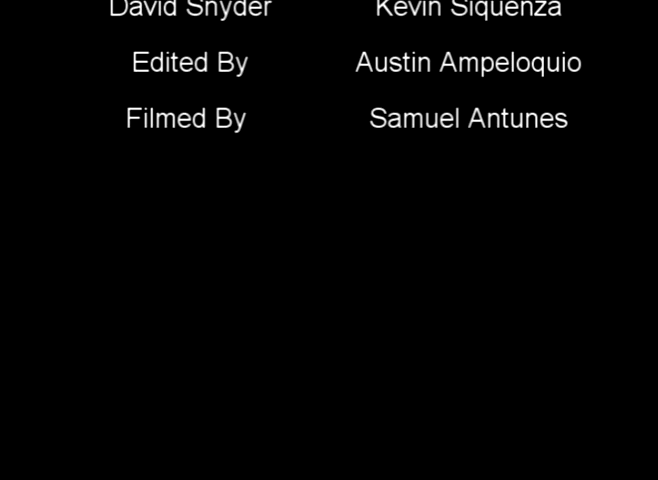 David Snyder Kevin Siquenza
Edited By Austin Ampeloquio
Filmed By Samuel Antunes